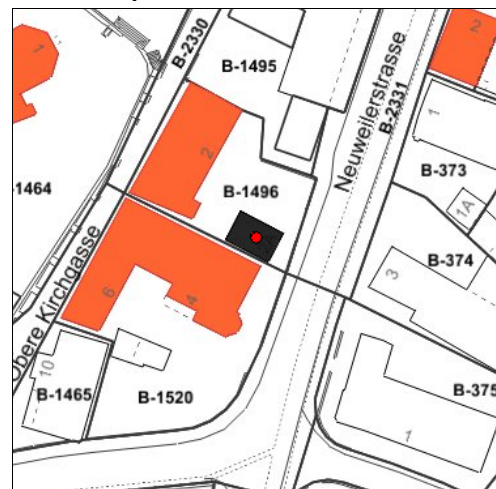 1
B-2330
B-1495
Neuweilerstrasse
B-2331
2
1
B-373
2
-1464
B-1496
1A
B-374
3
Obere Kirchgasse
6
4
10
B-1465
B-1520
B-375
1